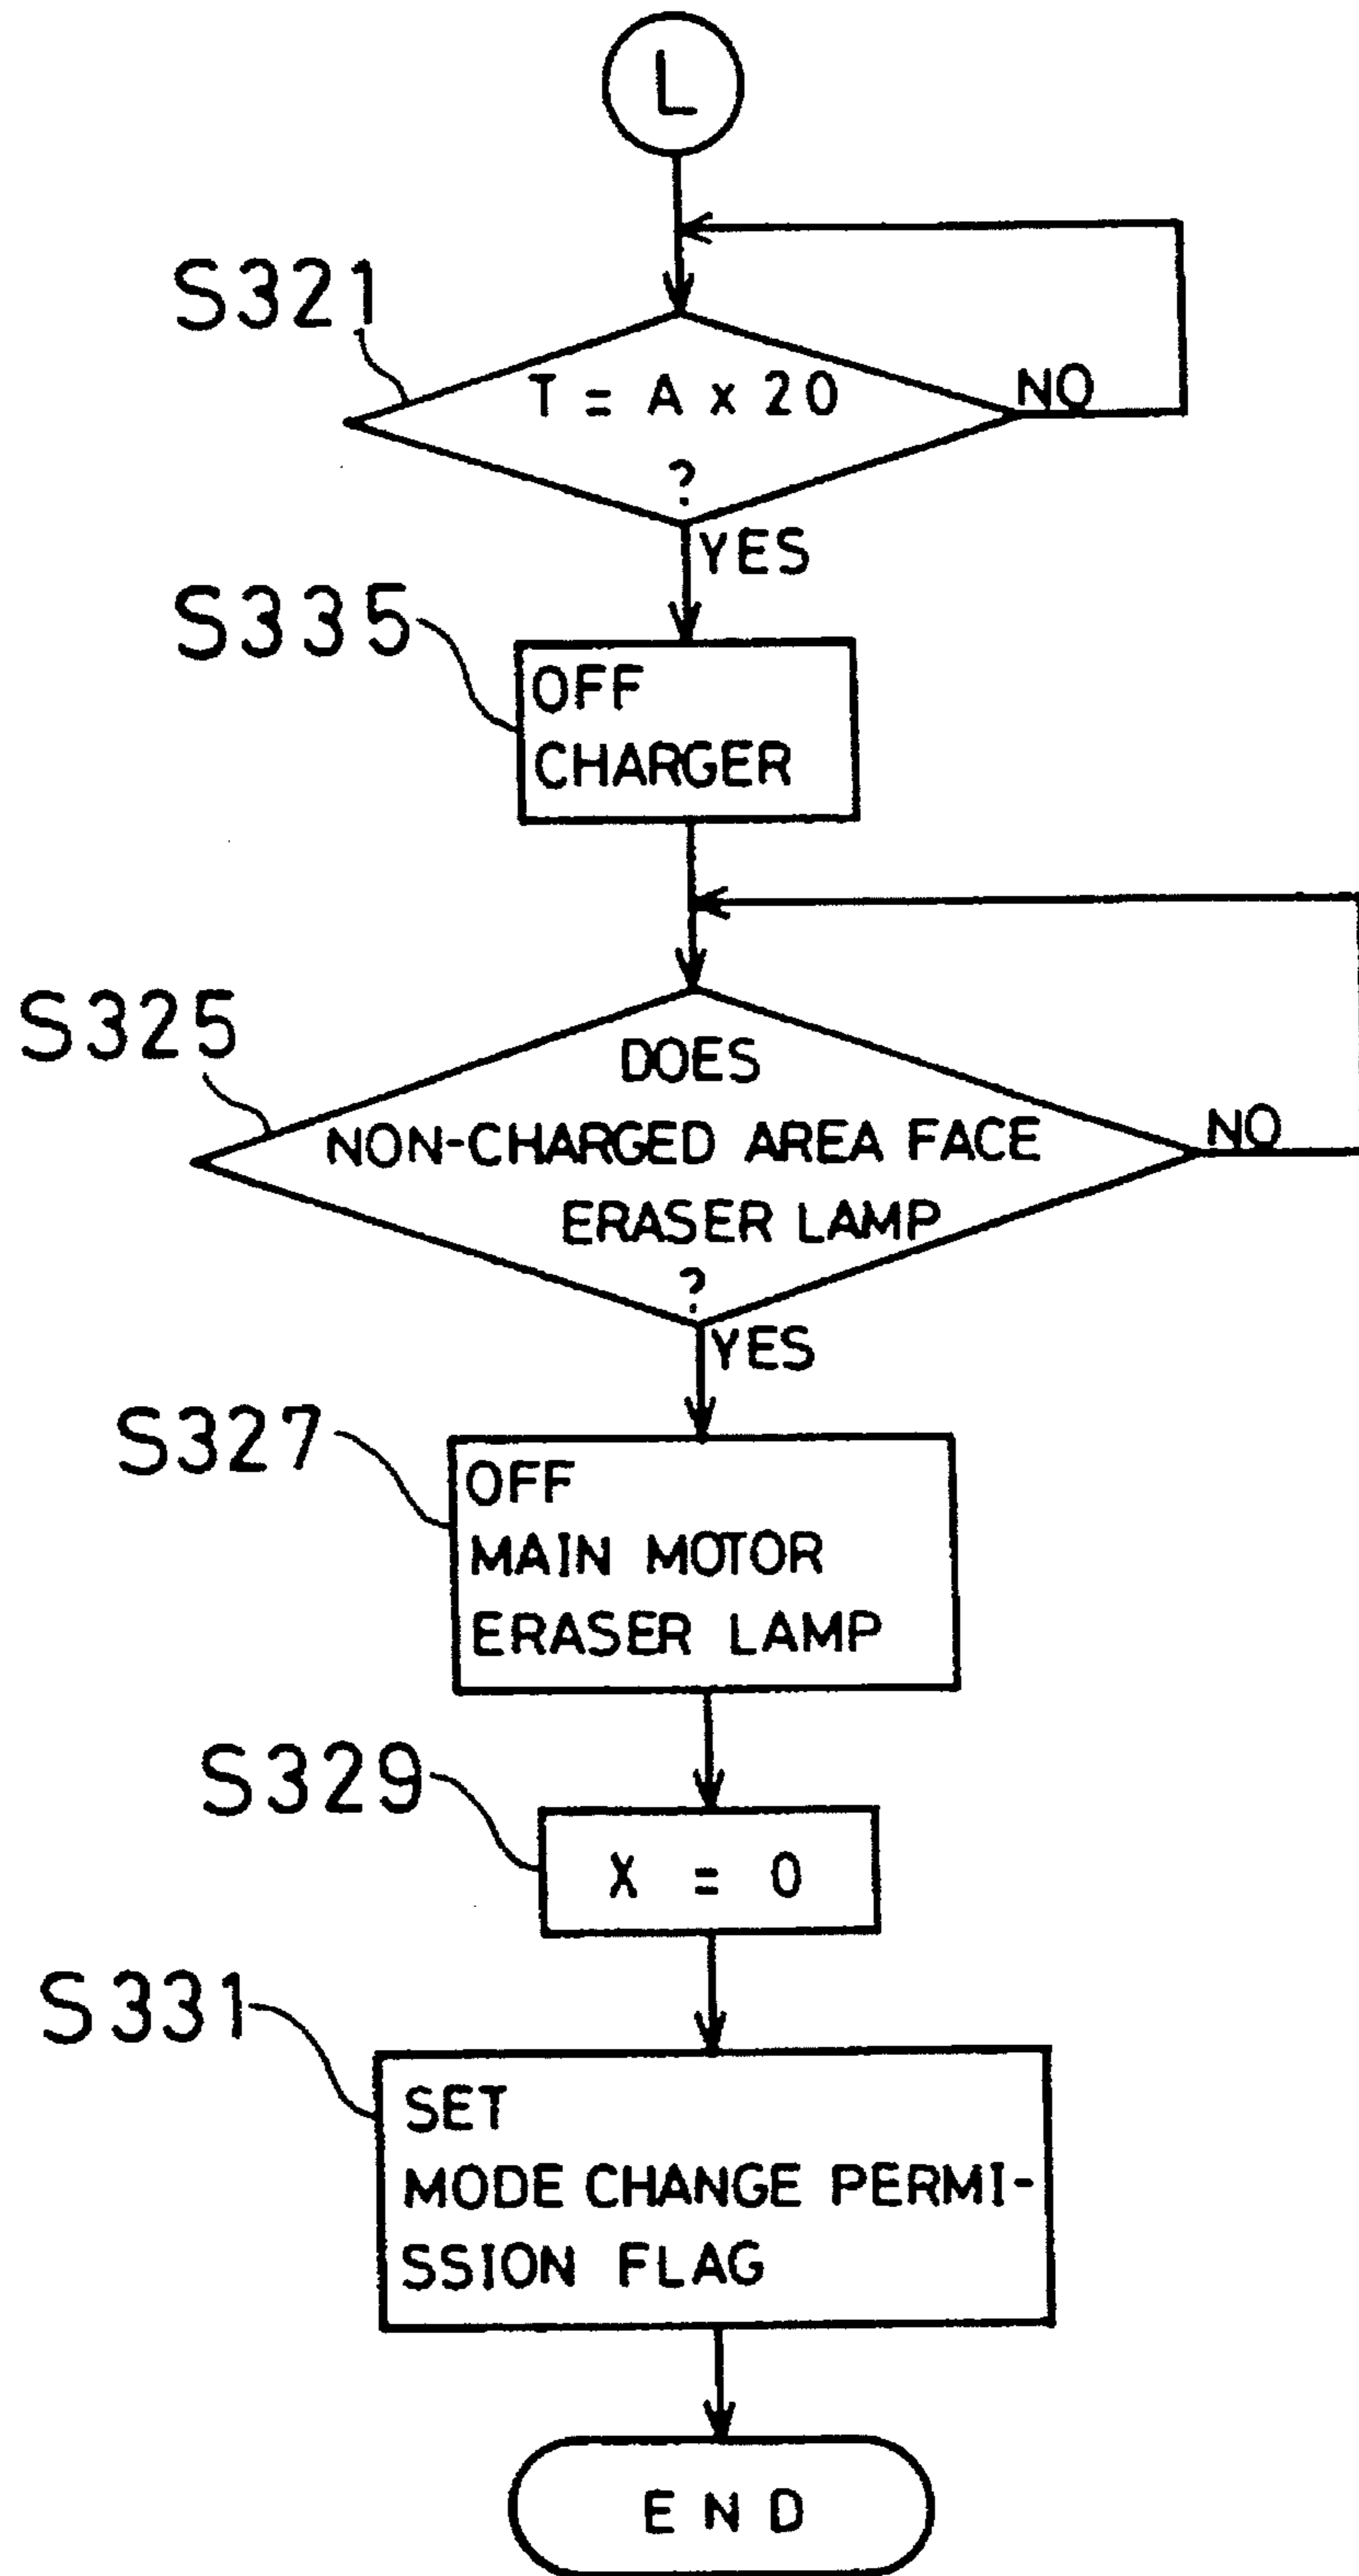 L
S321
T = A x 20
?
NO
YES
S335
OFF
CHARGER
S325
DOES
NON-CHARGED AREA FACE
ERASER LAMP
?
NO
YES
S327
OFF
MAIN MOTOR
ERASER LAMP
S329
X = 0
S331
SET
MODE CHANGE PERMI-
SSION FLAG
END